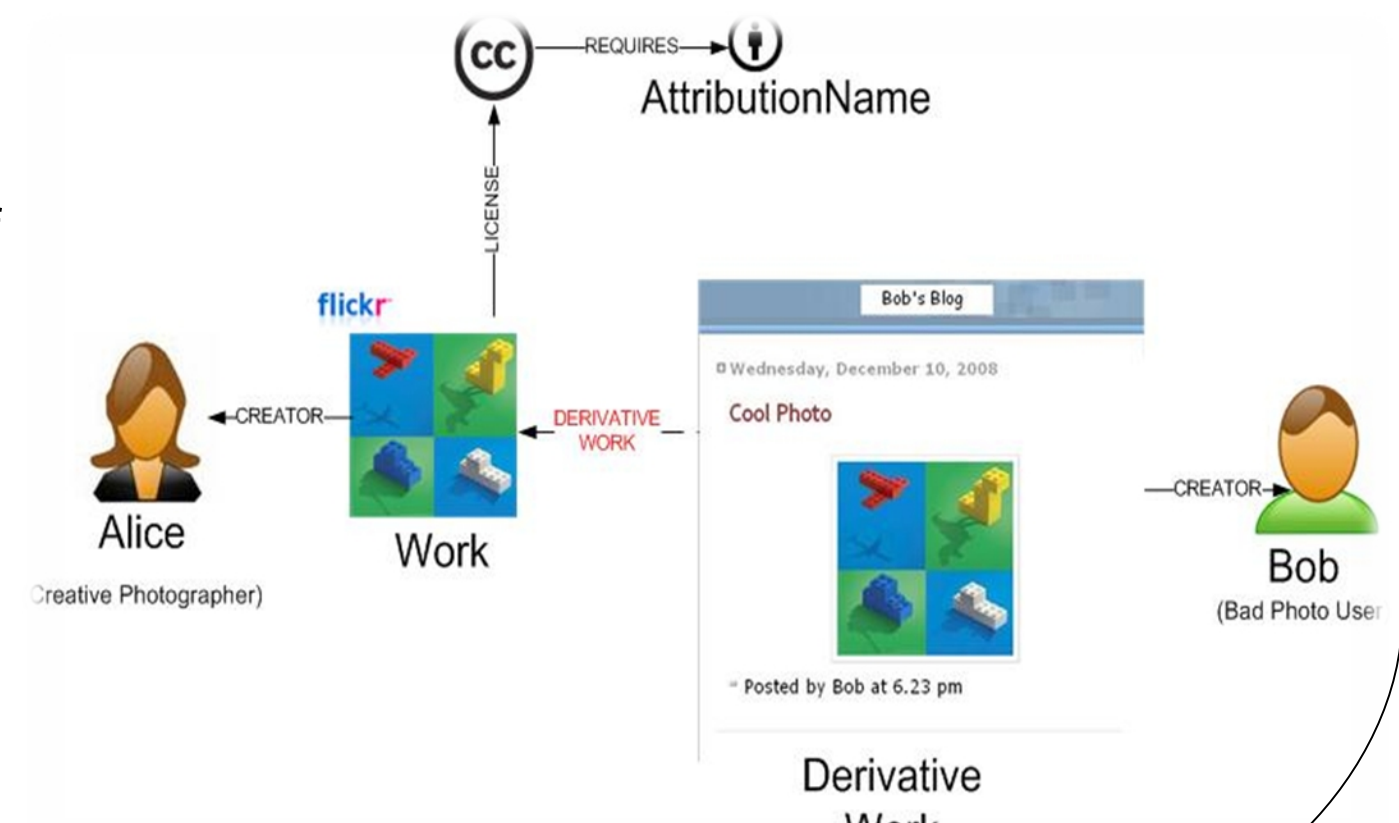 cc
REQUIRES
AttributionName
LICENSE
flickr
Bob's Blog
Wednesday, December 10, 2008
Cool Photo
CREATOR
DERIVATIVE
WORK
CREATOR
Alice
Work
Creative Photographer)
Bob
(Bad Photo User
Posted by Bob at 6.23 pm
Derivative
Work